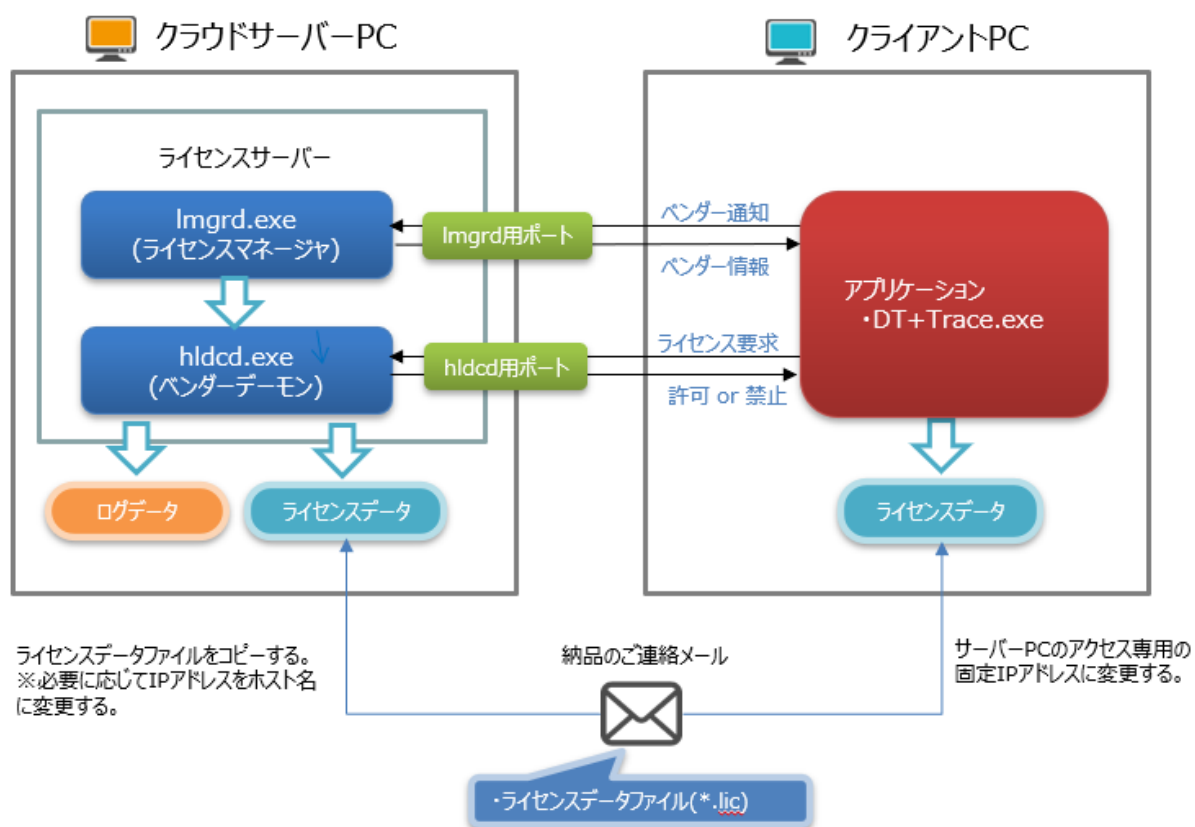 クラウドサーバーPC
クライアントPC
ライセンスサーバー
lmgrd.exe
(ライセンスマネージャ)
lmgrd用ポート
ベンダー通知
ベンダー情報
アプリケーション
・DT+Trace.exe
hldcd.exe
(ベンダーデーモン)
hldcd用ポート
ライセンス要求
許可 or 禁止
ログデータ
ライセンスデータ
ライセンスデータ
ライセンスデータファイルをコピーする。
※必要に応じてIPアドレスをホスト名
に変更する。
納品のご連絡メール
サーバーPCのアクセス専用の
固定IPアドレスに変更する。
・ライセンスデータファイル(*.lic)